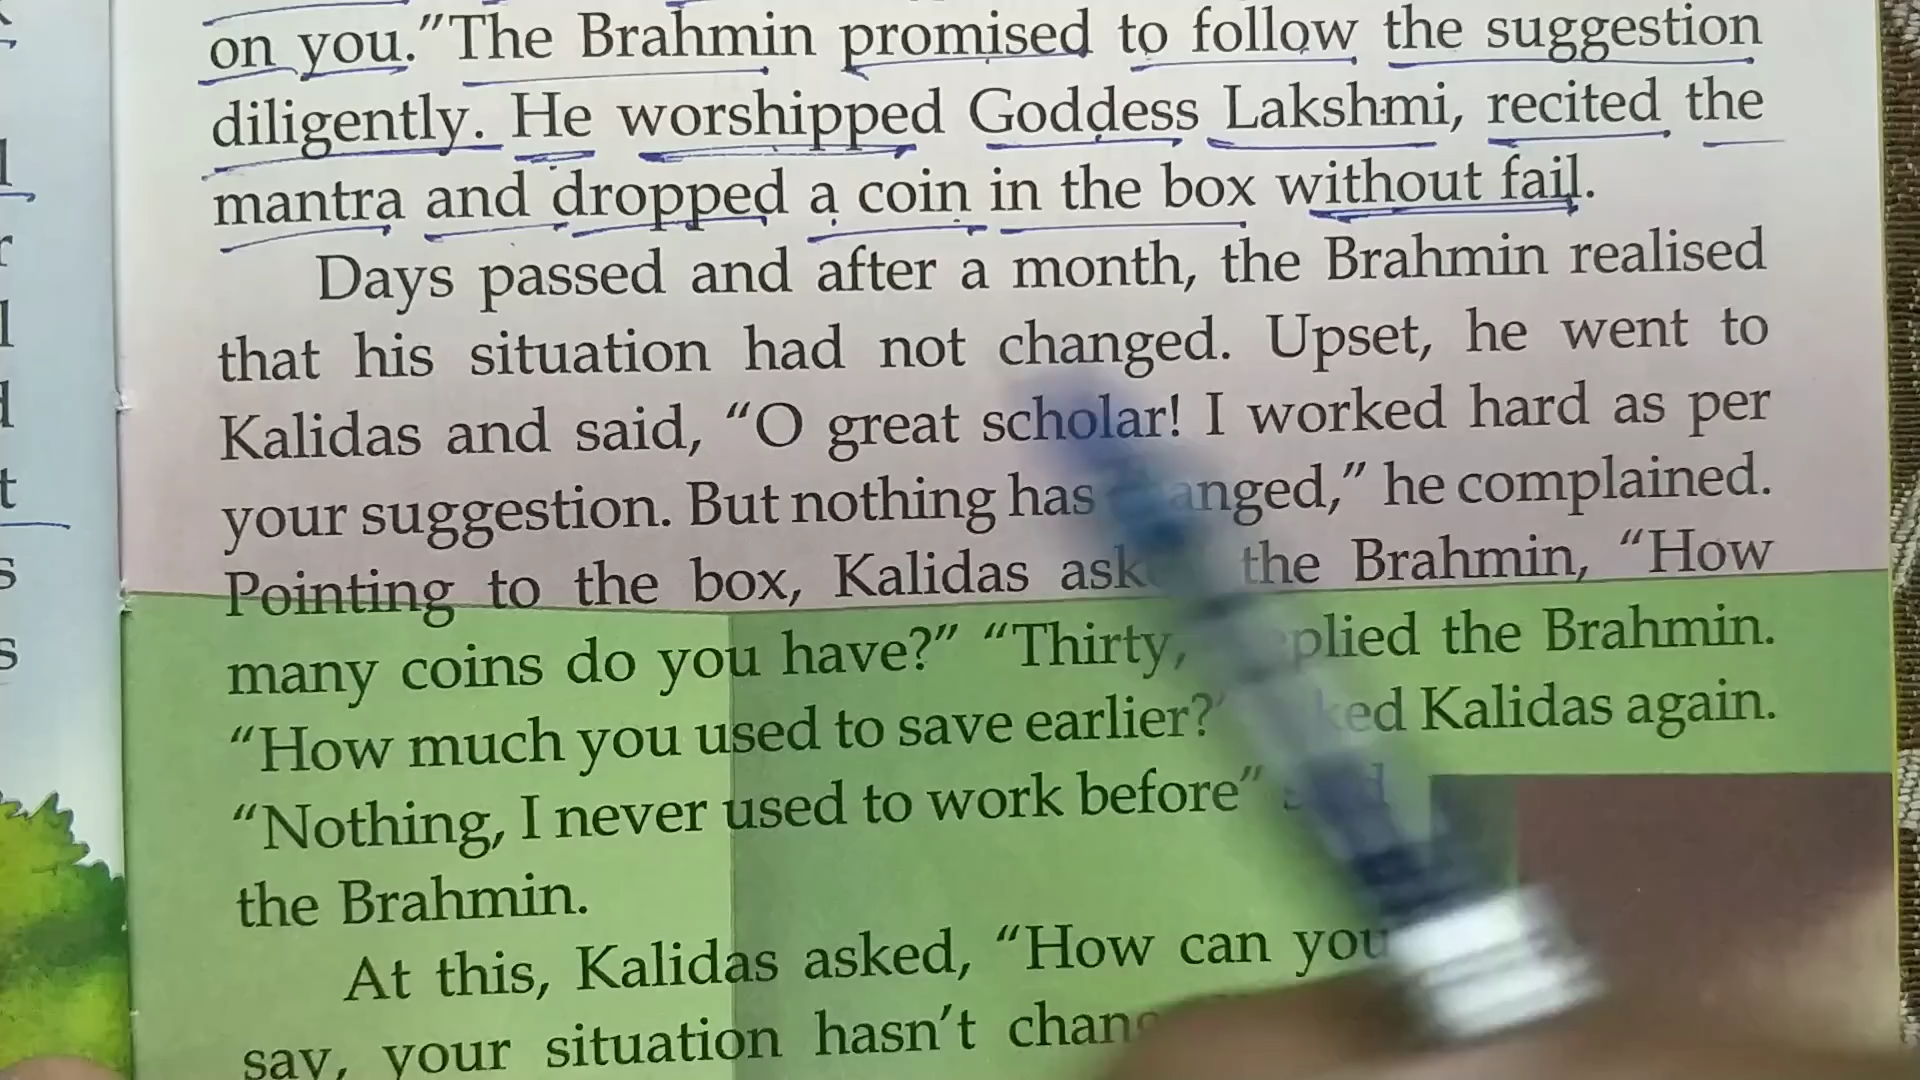 on you."The Brahmin promised to follow the suggestion
diligently. He worshipped Goddess Lakshmi, recited the
mantra and dropped a coin in the box without fail.
Days passed and after a month, the Brahmin realised
that his situation had not changed. Upset, he went to
Kalidas and said, "O great scholar! I worked hard as per
your suggestion. But nothing has anged," he complained.
Pointing to the box, Kalidas ask the Brahmin, "How
many coins do you have?" "Thirty, plied the Brahmin.
"How much you used to save earlier?" ked Kalidas again.
"Nothing, I never used to work before"
the Brahmin.
At this, Kalidas asked, "How can you
say, your situation hasn't chang